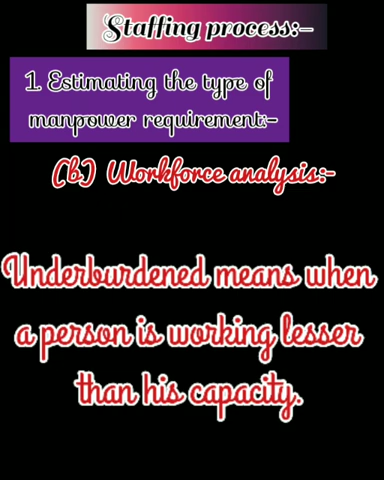 Staffing process:-
1. Estimating the type of
manpower requirement:-
(b.) Workforce analysis:-
Underburdened means when
a person is working lesser
than his capacity.